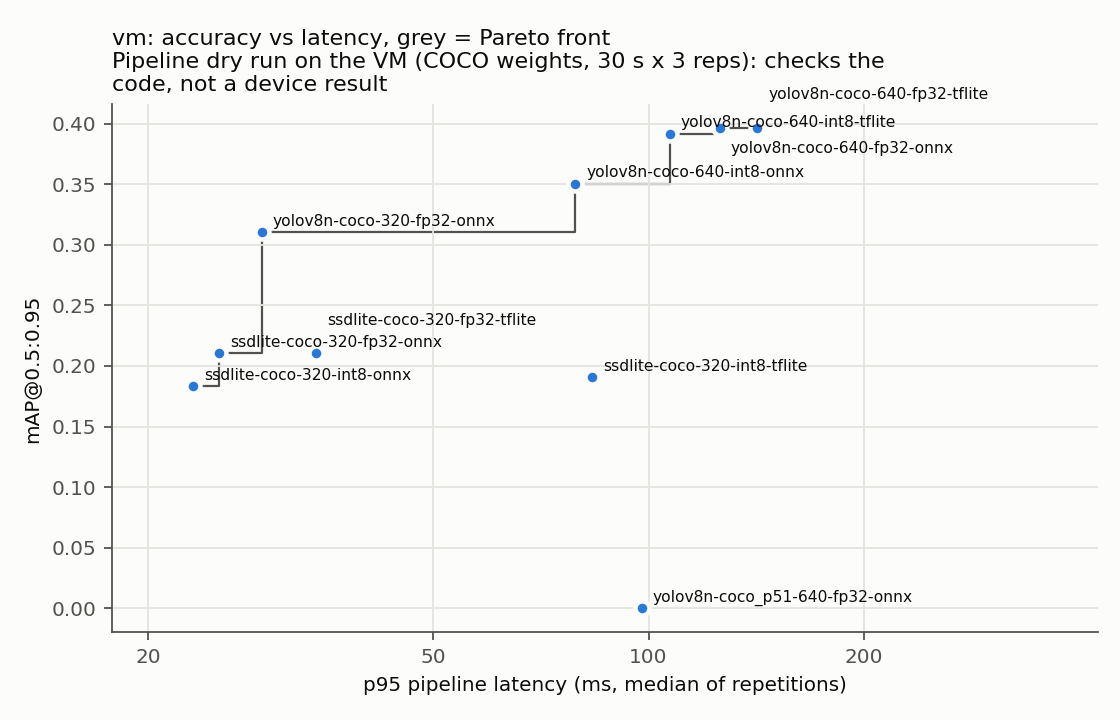 vm: accuracy vs latency, grey = Pareto front
Pipeline dry run on the VM (COCO weights, 30 s x 3 reps): checks the
code, not a device result
yolov8n-coco-640-fp32-tflite
yolov8n-coco-640-int8-tflite
yolov8n-coco-640-fp32-onnx
yolov8n-coco-640-int8-onnx
yolov8n-coco-320-fp32-onnx
ssdlite-coco-320-fp32-tflite
ssdlite-coco-320-fp32-onnx
ssdlite-coco-320-int8-tflite
ssdlite-coco-320-int8-onnx
yolov8n-coco_p51-640-fp32-onnx
mAP@0.5:0.95
0.40
0.35
0.30
0.25
0.20
0.15
0.10
0.05
0.00
20 50 100 200
p95 pipeline latency (ms, median of repetitions)